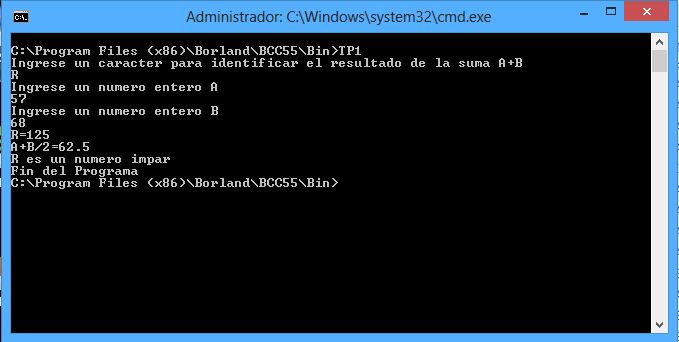 Administrador: C:\Windows\system32\cmd.exe
C:\Program Files (x86)\Borland\BCC55\Bin>TP1
Ingrese un caracter para identificar el resultado de la suma A+B
R
Ingrese un numero entero A
57
Ingrese un numero entero B
68
R=125
A+B/2=62.5
R es un numero impar
Fin del Programa
C:\Program Files (x86)\Borland\BCC55\Bin>